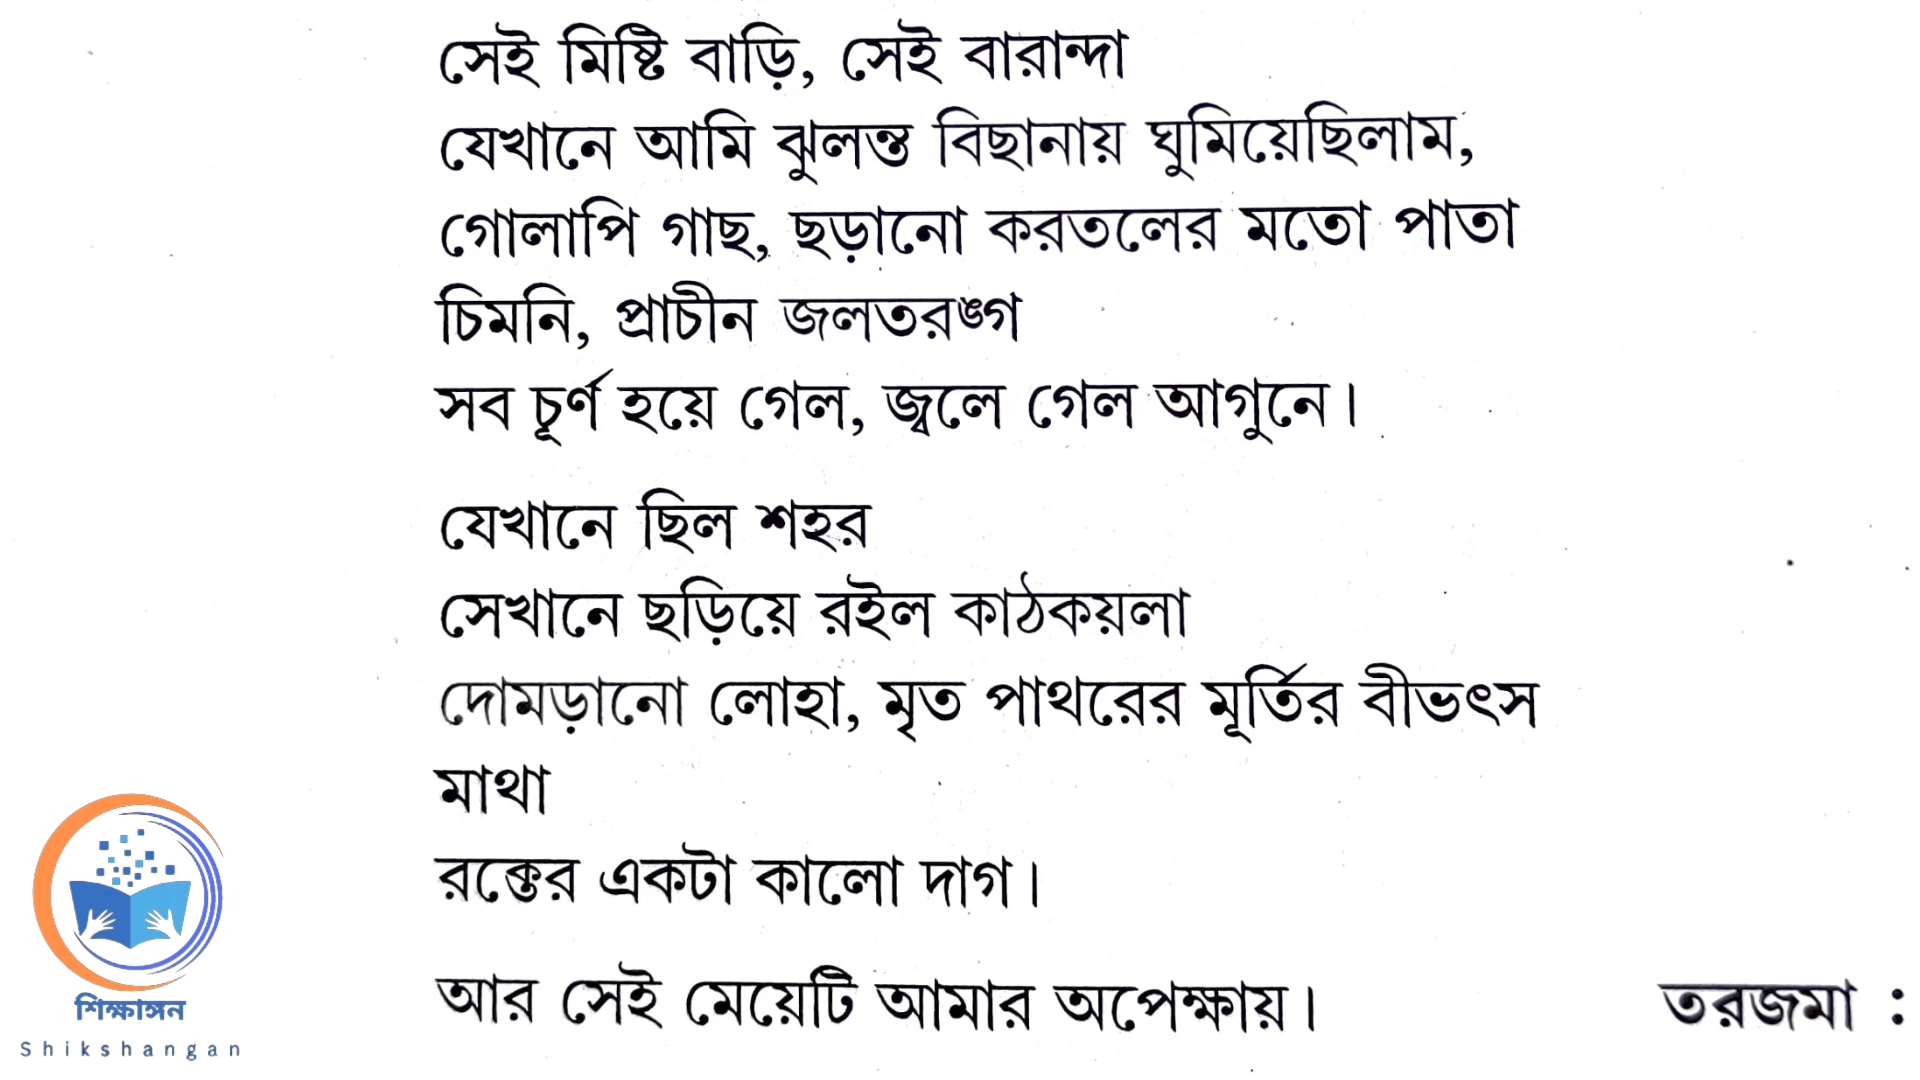 সেই মিষ্টি বাড়ি, সেই বারান্দা
যেখানে আমি ঝুলন্ত বিছানায় ঘুমিয়েছিলাম,
গোলাপি গাছ, ছড়ানো করতলের মতো পাতা
চিমনি, প্রাচীন জলতরঙ্গ
সব চূর্ণ হয়ে গেল, জ্বলে গেল আগুনে।
যেখানে ছিল শহর
সেখানে ছড়িয়ে রইল কাঠকয়লা
দোমড়ানো লোহা, মৃত পাথরের মূর্তির বীভৎস
মাথা
রক্তের একটা কালো দাগ।
আর সেই মেয়েটি আমার অপেক্ষায়।
তরজমা :
শিক্ষাঙ্গন
Shikshangan